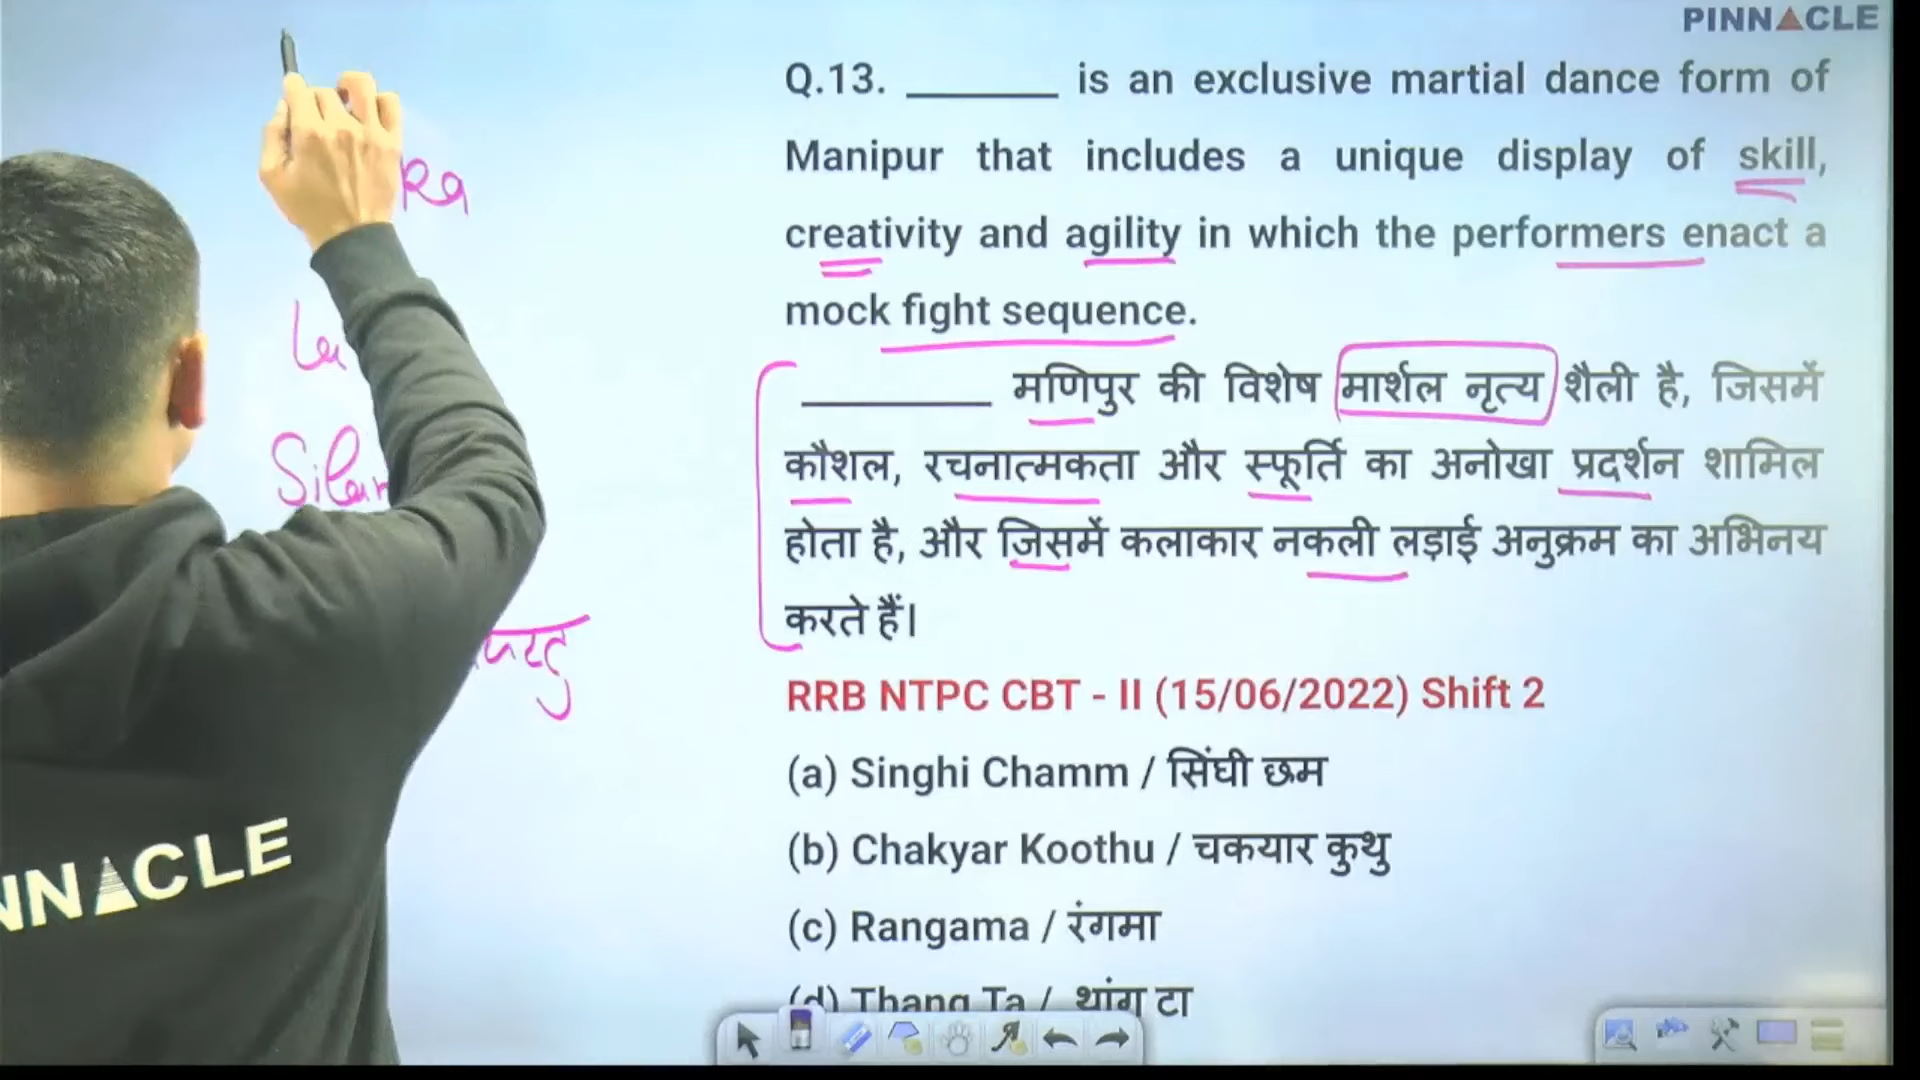 PINNACLE
Q.13. ________ is an exclusive martial dance form of
Manipur that includes a unique display of skill,
creativity and agility in which the performers enact a
mock fight sequence.
________ मणिपुर की विशेष मार्शल नृत्य शैली है, जिसमें
कौशल, रचनात्मकता और स्फूर्ति का अनोखा प्रदर्शन शामिल
होता है, और जिसमें कलाकार नकली लड़ाई अनुक्रम का अभिनय
करते हैं।
RRB NTPC CBT - II (15/06/2022) Shift 2
(a) Singhi Chamm / सिंघी छम
(b) Chakyar Koothu / चकयार कुथु
(c) Rangama / रंगमा
(d) Thang Ta / थांग टा
NNACLE